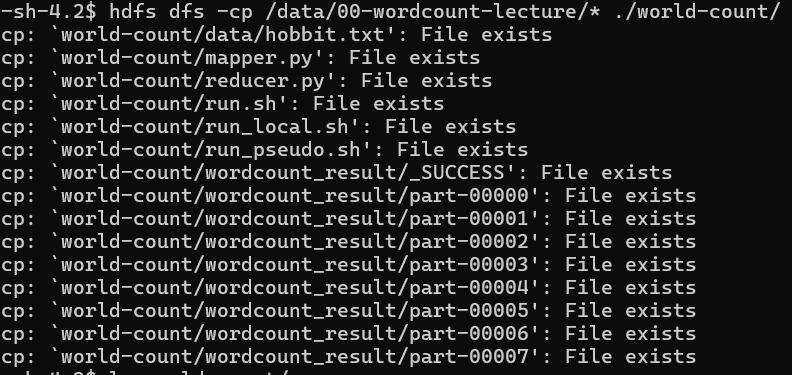 -sh-4.2$ hdfs dfs -cp /data/00-wordcount-lecture/* ./world-count/
cp: `world-count/data/hobbit.txt': File exists
cp: `world-count/mapper.py': File exists
cp: `world-count/reducer.py': File exists
cp: `world-count/run.sh': File exists
cp: `world-count/run_local.sh': File exists
cp: `world-count/run_pseudo.sh': File exists
cp: `world-count/wordcount_result/_SUCCESS': File exists
cp: `world-count/wordcount_result/part-00000': File exists
cp: `world-count/wordcount_result/part-00001': File exists
cp: `world-count/wordcount_result/part-00002': File exists
cp: `world-count/wordcount_result/part-00003': File exists
cp: `world-count/wordcount_result/part-00004': File exists
cp: `world-count/wordcount_result/part-00005': File exists
cp: `world-count/wordcount_result/part-00006': File exists
cp: `world-count/wordcount_result/part-00007': File exists